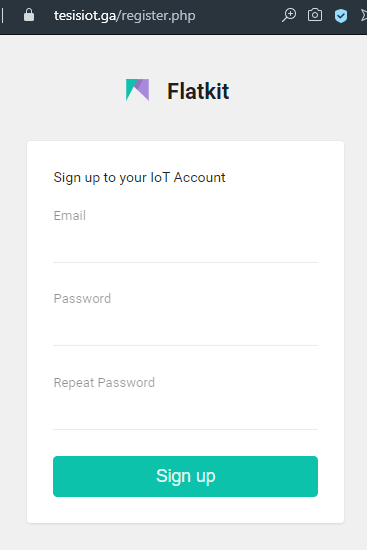 tesisiot.ga/register.php
Flatkit
Sign up to your IoT Account
Email
Password
Repeat Password
Sign up